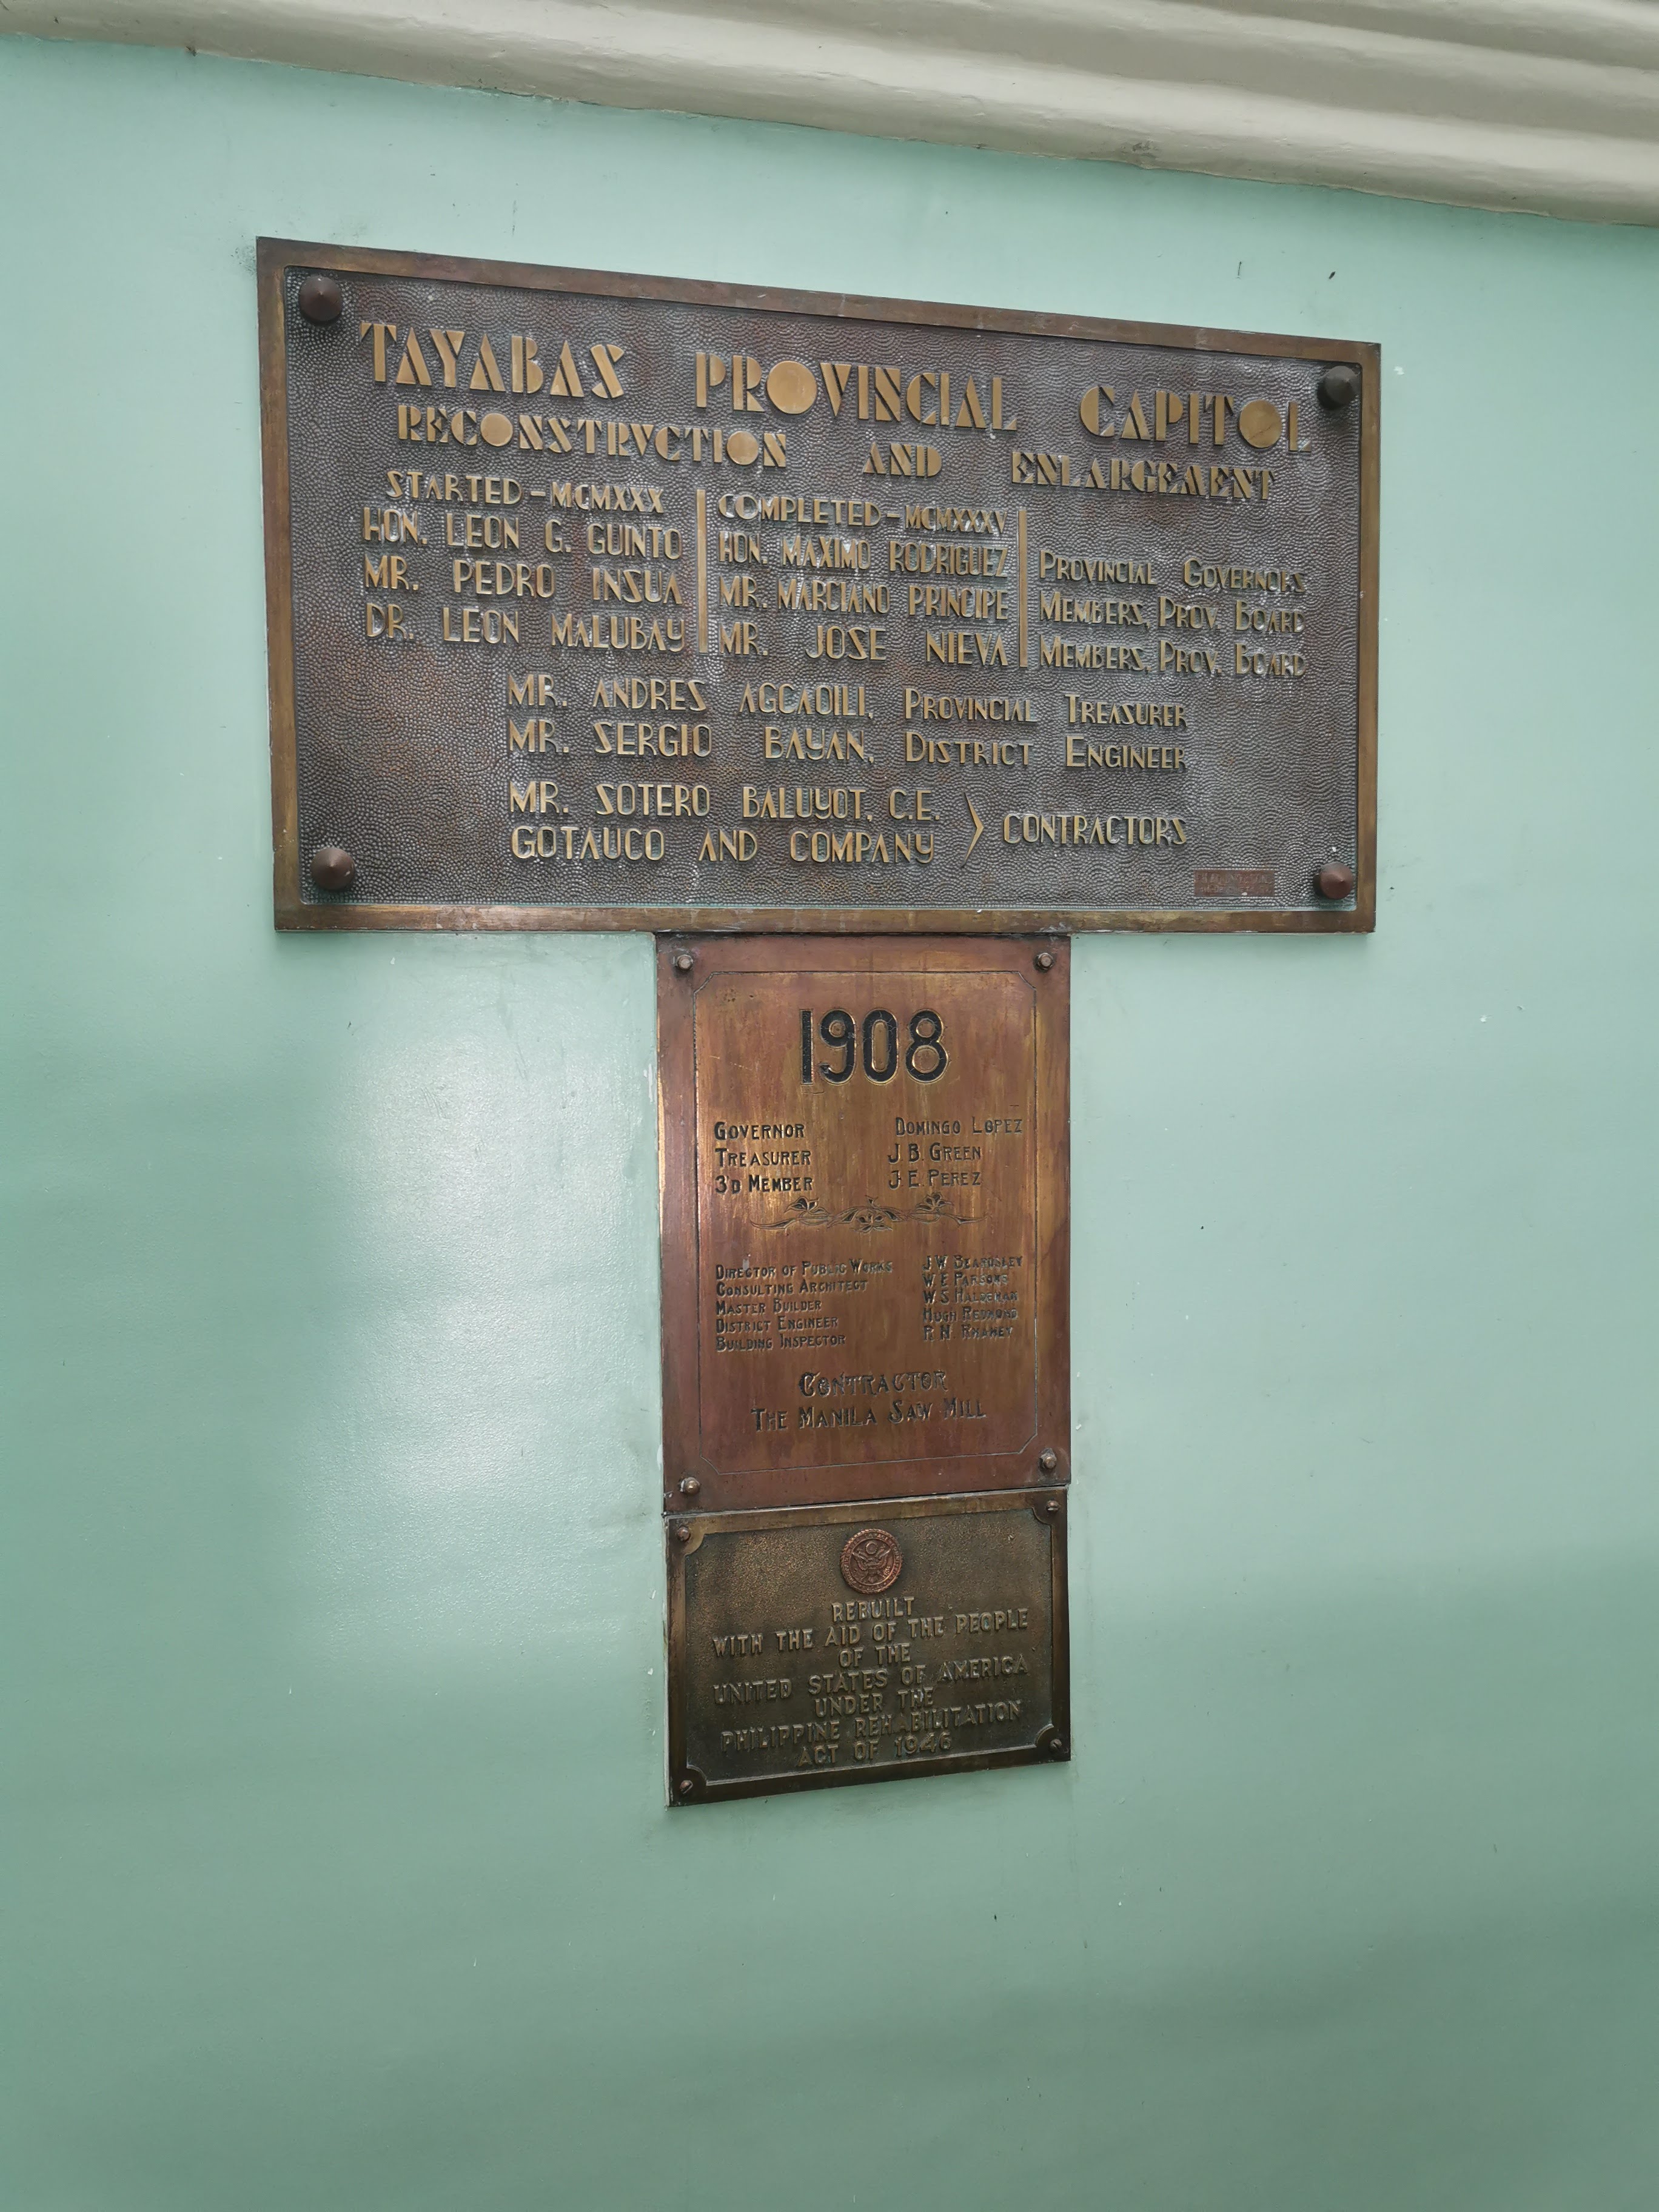 TAYABAS PROVINCIAL CAPITOL
RECONSTRVCTION AND ENLARGEMENT
STARTED-MCMXXX COMPLETED-MCMXXXV
HON. LEON G. GUINTO HON. MAXIMO RODRIGUEZ PROVINCIAL GOVERNORS
MR. PEDRO INSUA MR. MARCIANO PRINCIPE MEMBERS, PROV. BOARD
DR. LEON MALUBAY MR. JOSE NIEVA MEMBERS, PROV. BOARD
MR. ANDRES AGCAOILI, PROVINCIAL TREASURER
MR. SERGIO BAYAN, DISTRICT ENGINEER
MR. SOTERO BALUYOT, C.E.
GOTAUCO AND COMPANY
CONTRACTORS
1908
GOVERNOR DOMINGO LOPEZ
TREASURER J B GREEN
3D MEMBER J E PEREZ
DIRECTOR OF PUBLIC WORKS J W BEARDSLEY
CONSULTING ARCHITECT W E PARSONS
MASTER BUILDER W S HALDEMAN
DISTRICT ENGINEER HUGH REDMOND
BUILDING INSPECTOR R N
CONTRACTOR
THE MANILA SAW MILL
REBUILT
WITH THE AID OF THE PEOPLE
OF THE
UNITED STATES OF AMERICA
UNDER THE
PHILIPPINE REHABILITATION
ACT OF 1946